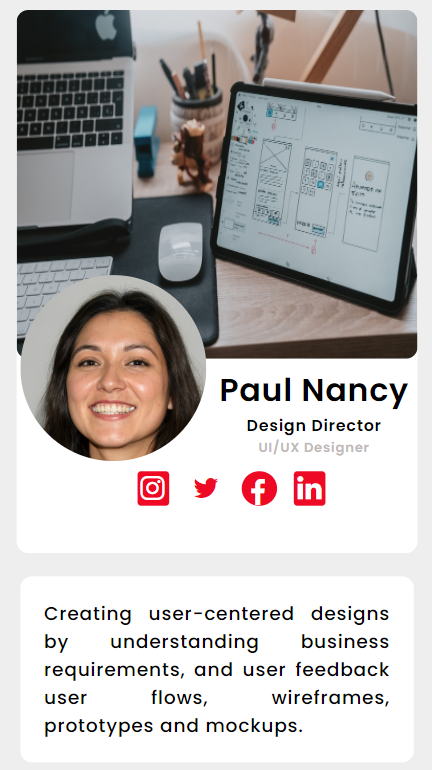 Paul Nancy
Design Director
UI/UX Designer
Creating user-centered designs
by understanding business
requirements, and user feedback
user flows, wireframes,
prototypes and mockups.